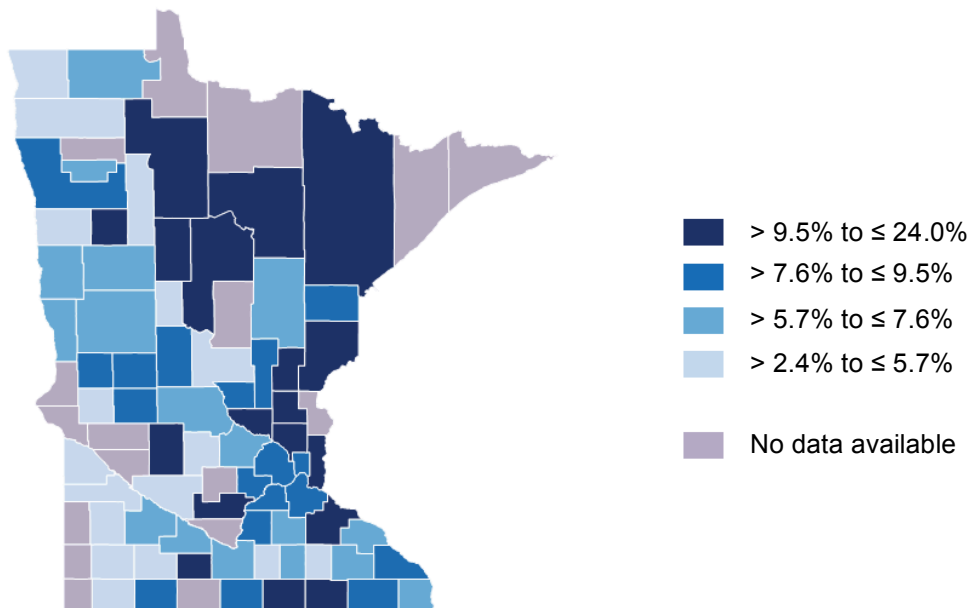 > 9.5% to ≤ 24.0%
> 7.6% to ≤ 9.5%
> 5.7% to ≤ 7.6%
> 2.4% to ≤ 5.7%
No data available